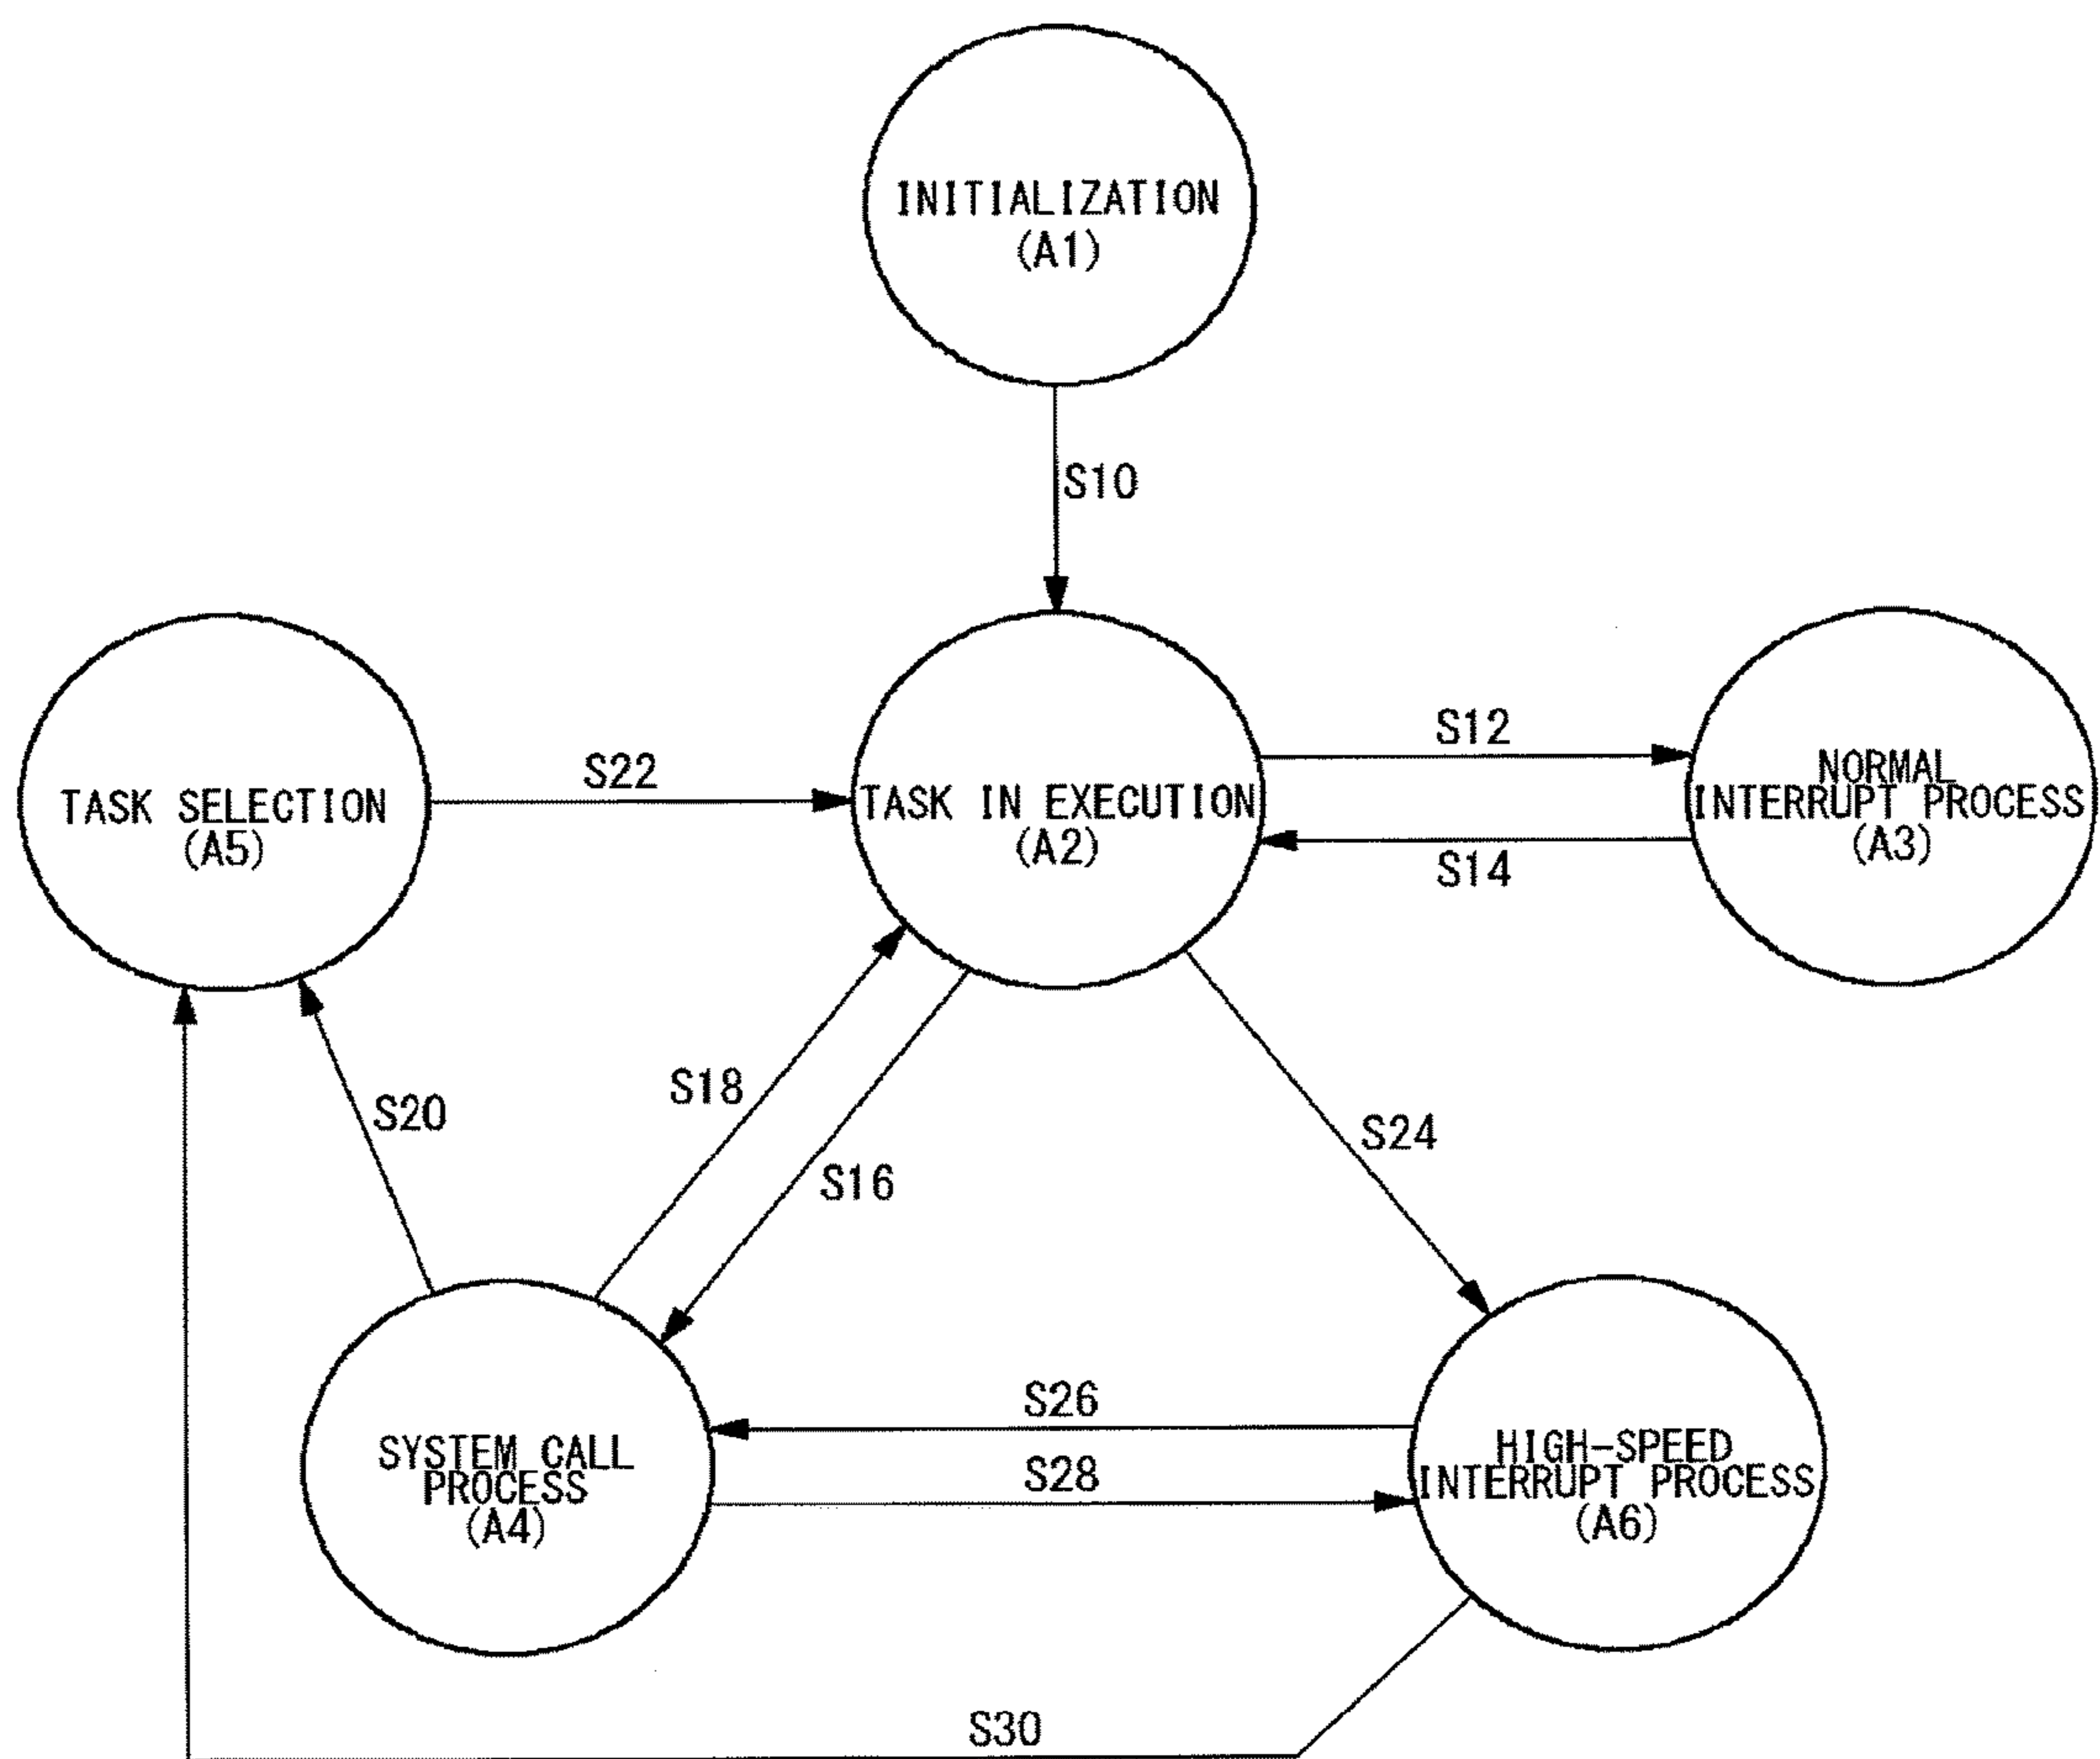 INITIALIZATION
(A1)
S10
TASK SELECTION
(A5)
S22
TASK IN EXECUTION
(A2)
S12
S14
NORMAL
INTERRUPT PROCESS
(A3)
S20
S18
S16
S24
SYSTEM CALL
PROCESS
(A4)
S26
S28
HIGH-SPEED
INTERRUPT PROCESS
(A6)
S30